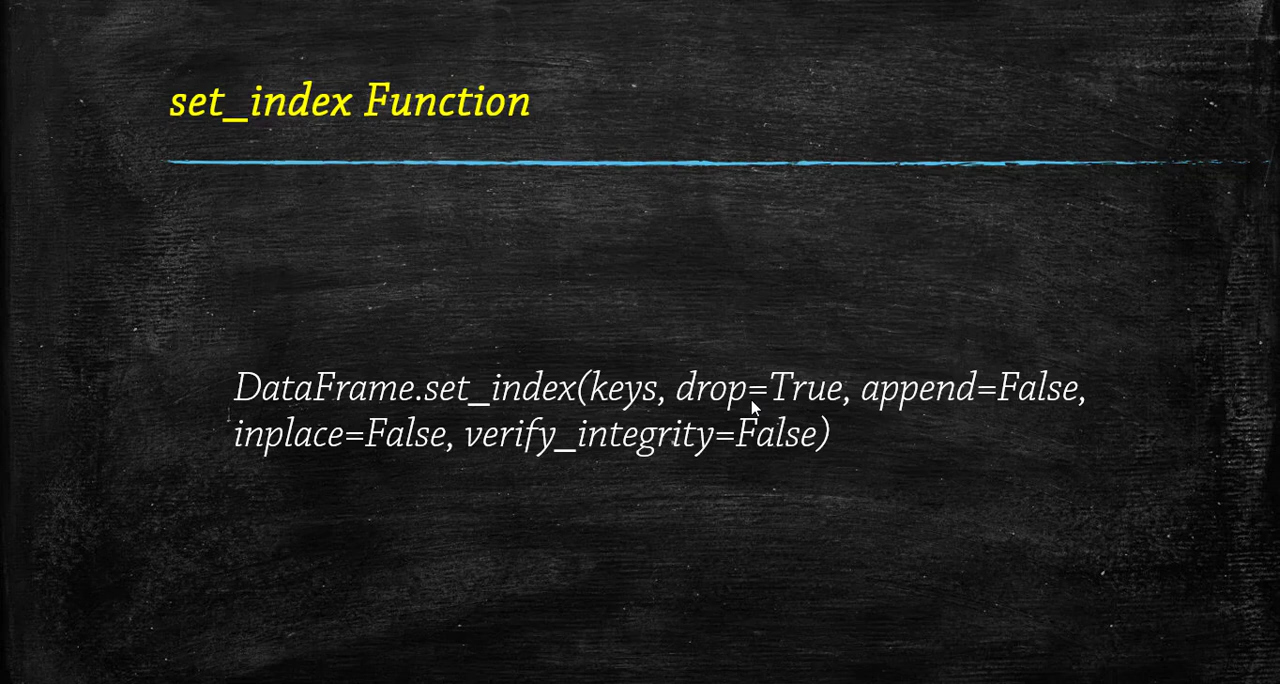 set_index Function
DataFrame.set_index(keys, drop=True, append=False,
inplace=False, verify_integrity=False)